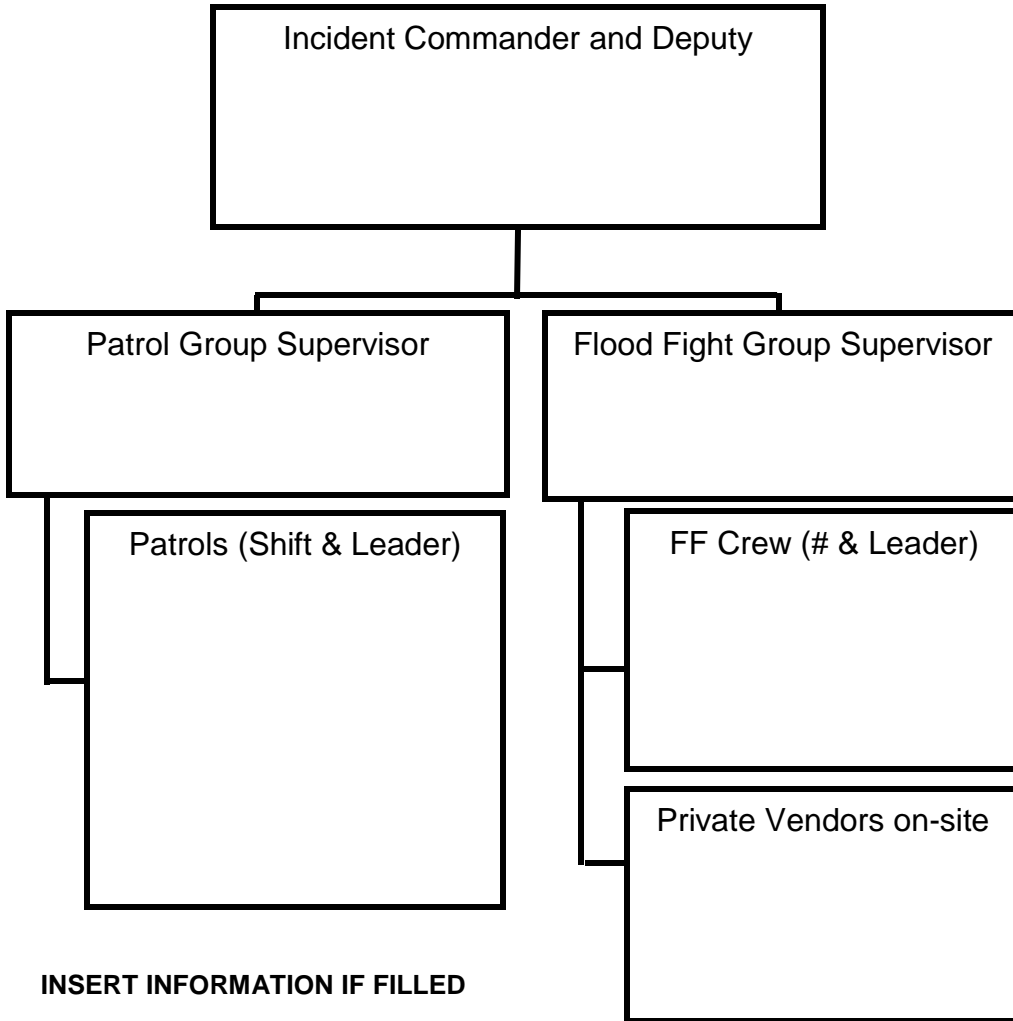 Incident Commander and Deputy
Patrol Group Supervisor
Flood Fight Group Supervisor
Patrols (Shift & Leader)
FF Crew (# & Leader)
Private Vendors on-site
INSERT INFORMATION IF FILLED